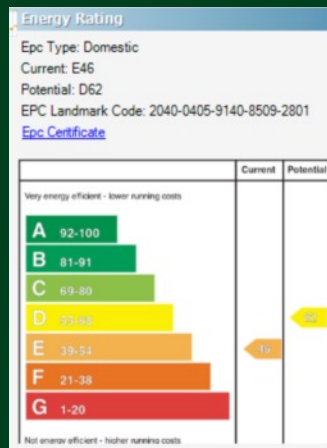 Energy Rating
Epc Type: Domestic
Current: E46
Potential: D62
EPC Landmark Code: 2040-0405-9140-8509-2801
Epc Certificate
Current Potential
Very energy efficient - lower running costs
A 92-100
B 81-91
C 69-80
D
E 39-54
F 21-38
G 1-20
Not energy efficient - higher running costs